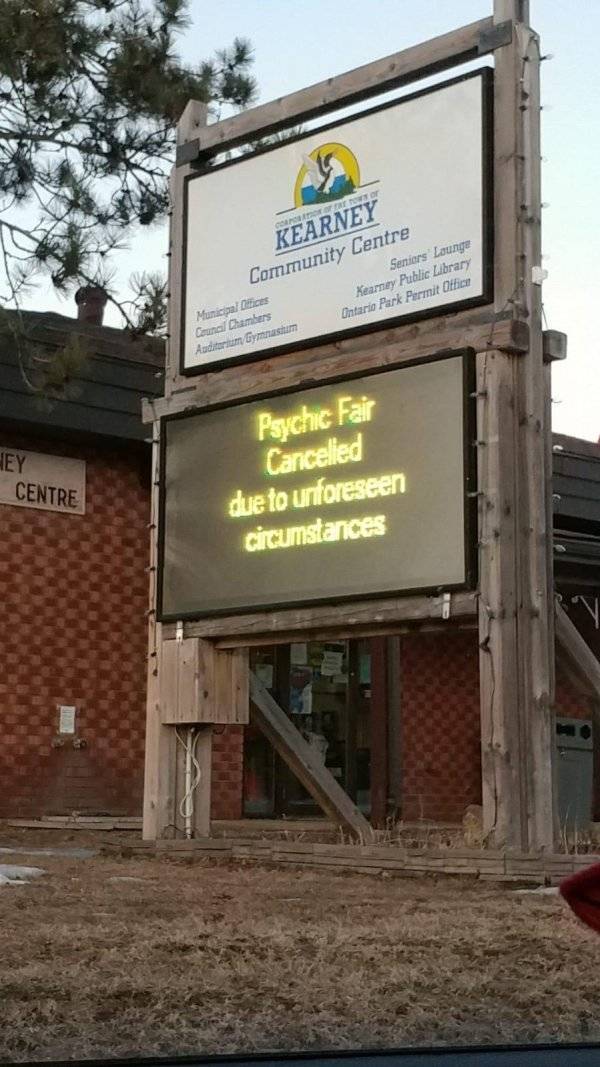 CORPORATION OF THE TOWN OF
KEARNEY
Community Centre
Municipal Offices
Council Chambers
Auditorium/Gymnasium
Seniors' Lounge
Kearney Public Library
Ontario Park Permit Office
Psychic Fair
Cancelled
due to unforeseen
circumstances
NEY
CENTRE